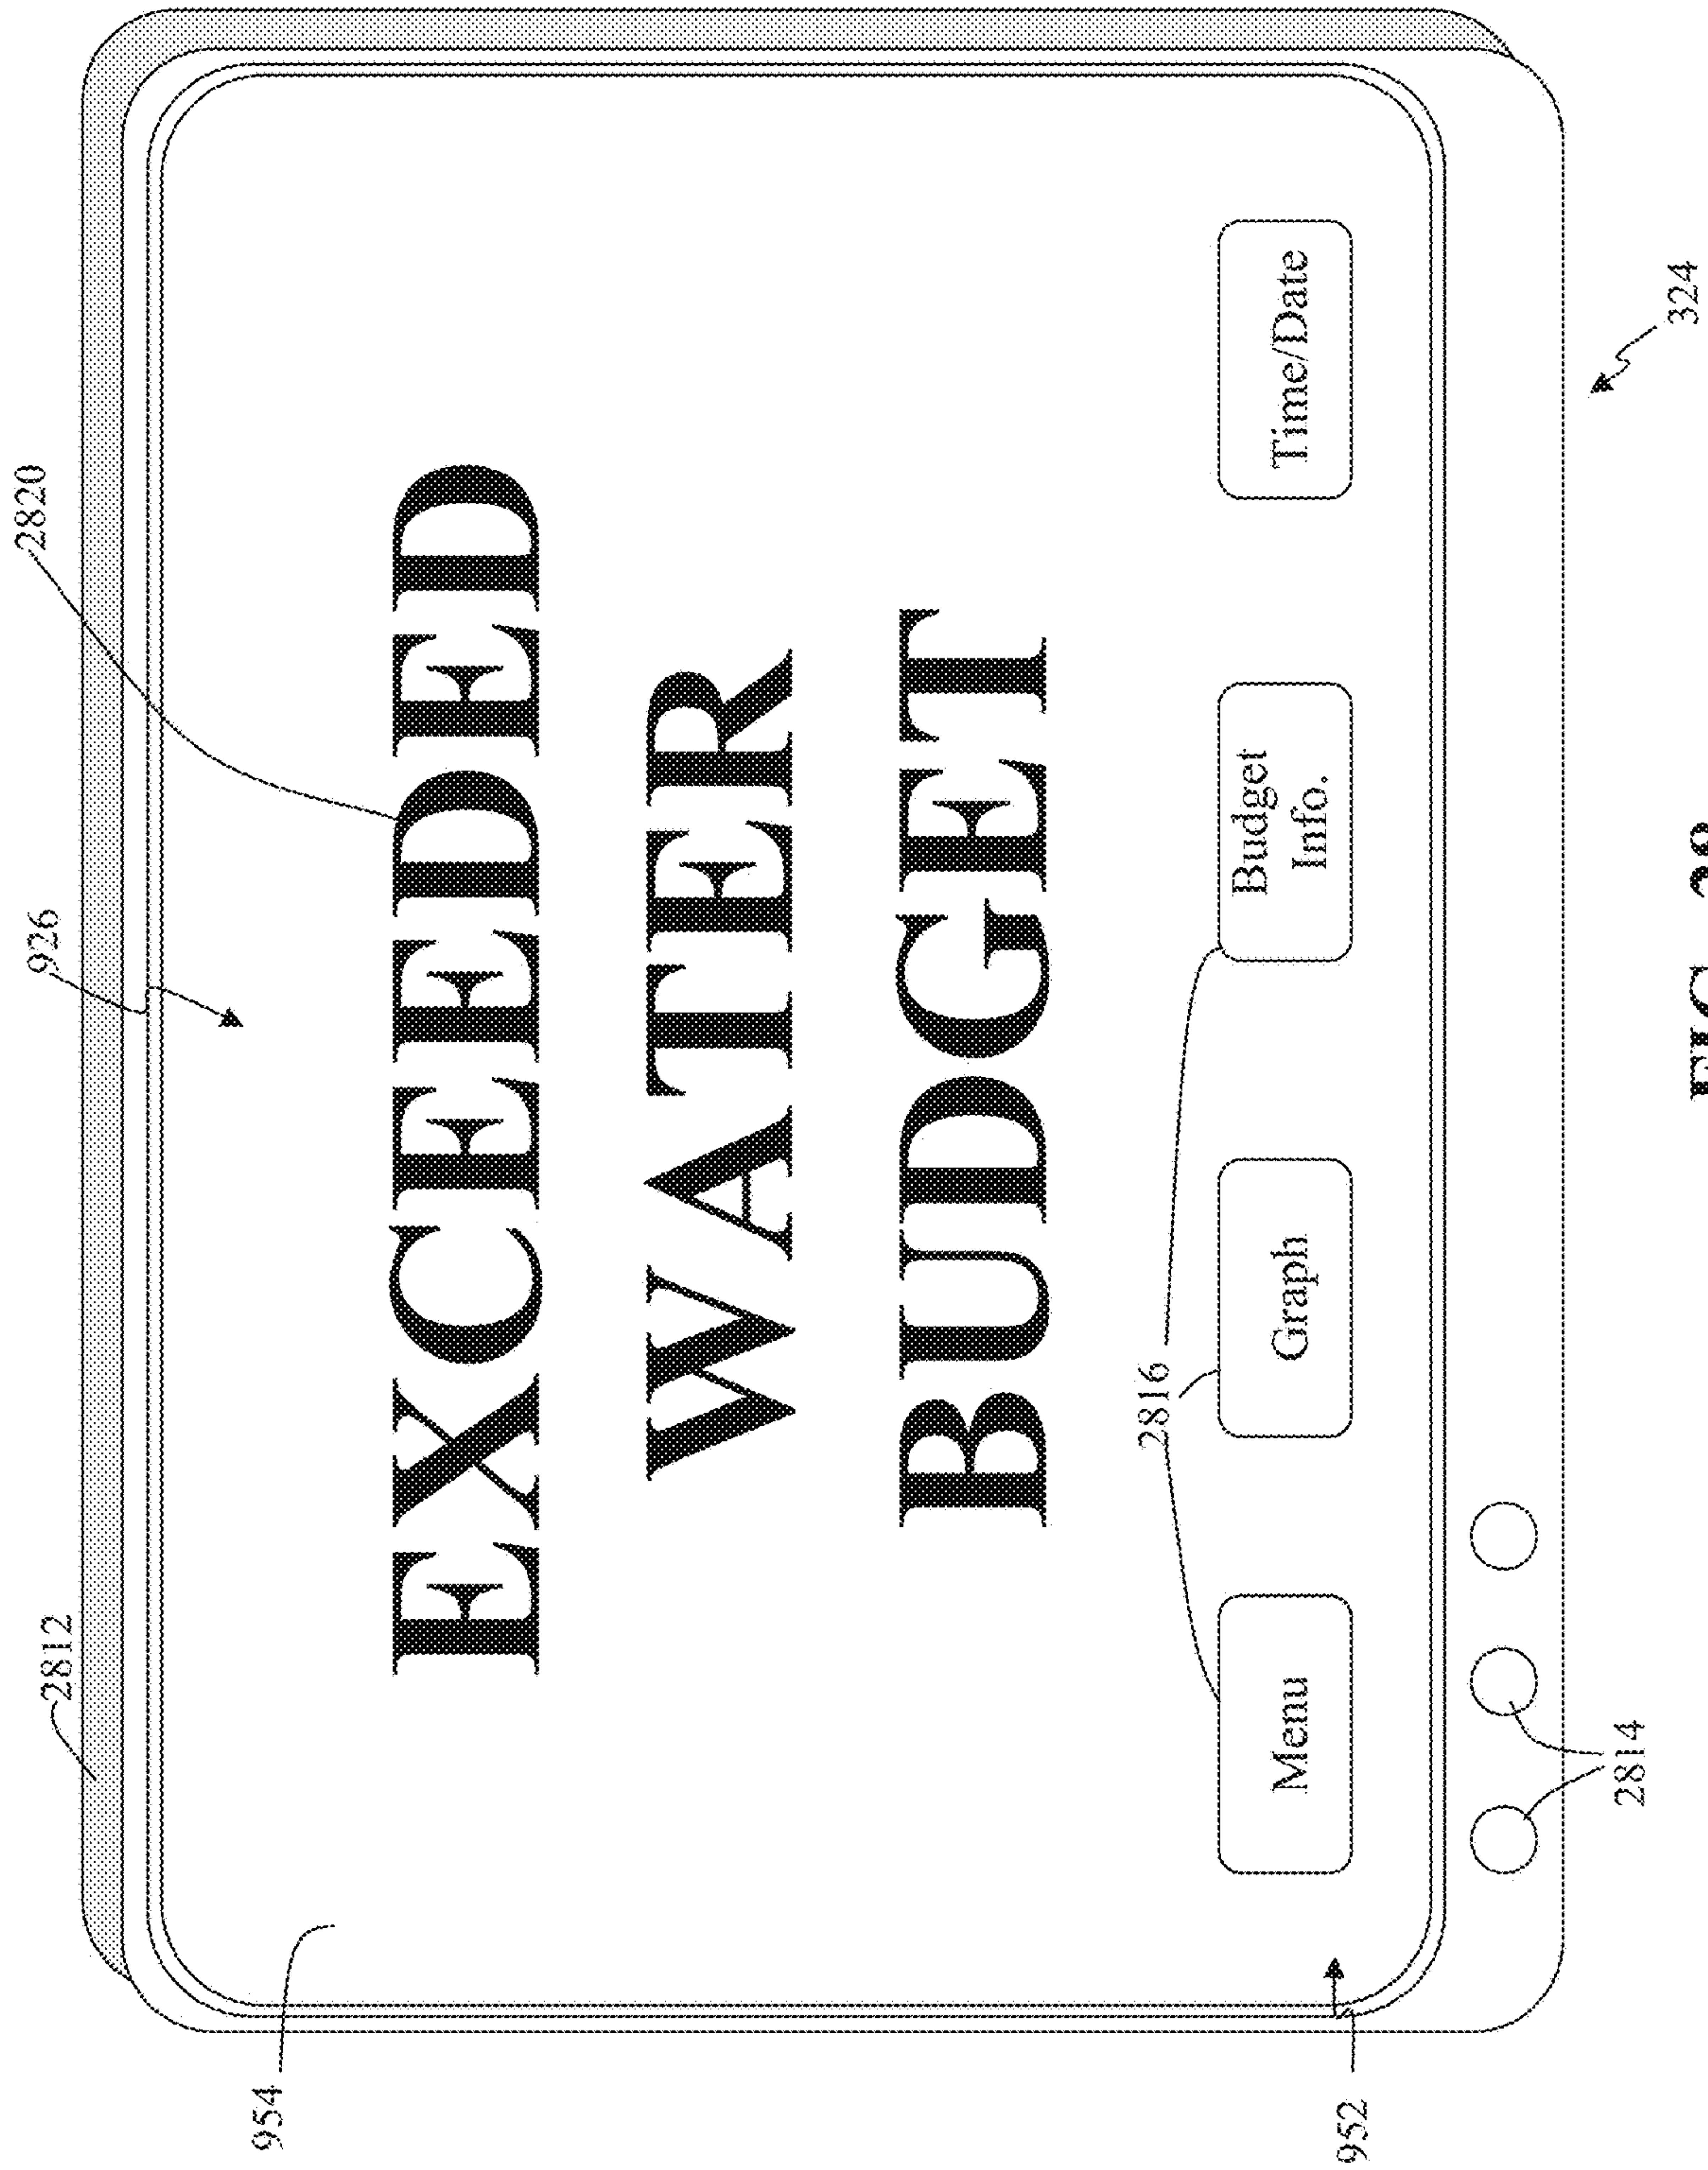 2820
926
2812
954
EXCEEDED
WATER
BUDGET
2816
Menu
Graph
Budget
Info.
Time/Date
952
2814
324